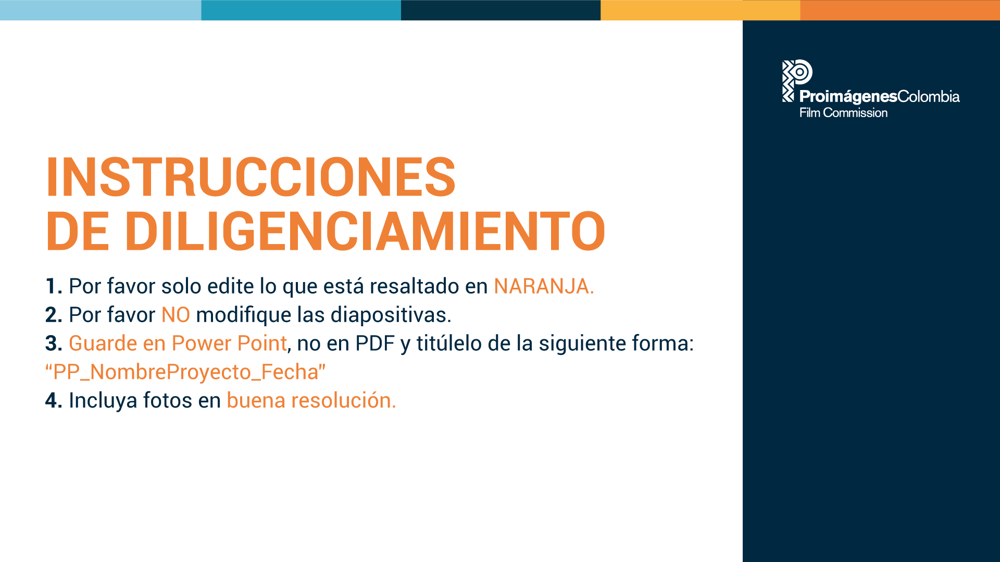 ProimágenesColombia
Film Commission
INSTRUCCIONES
DE DILIGENCIAMIENTO
1. Por favor solo edite lo que está resaltado en NARANJA.
2. Por favor NO modifique las diapositivas.
3. Guarde en Power Point, no en PDF y titúlelo de la siguiente forma:
“PP_NombreProyecto_Fecha"
4. Incluya fotos en buena resolución.